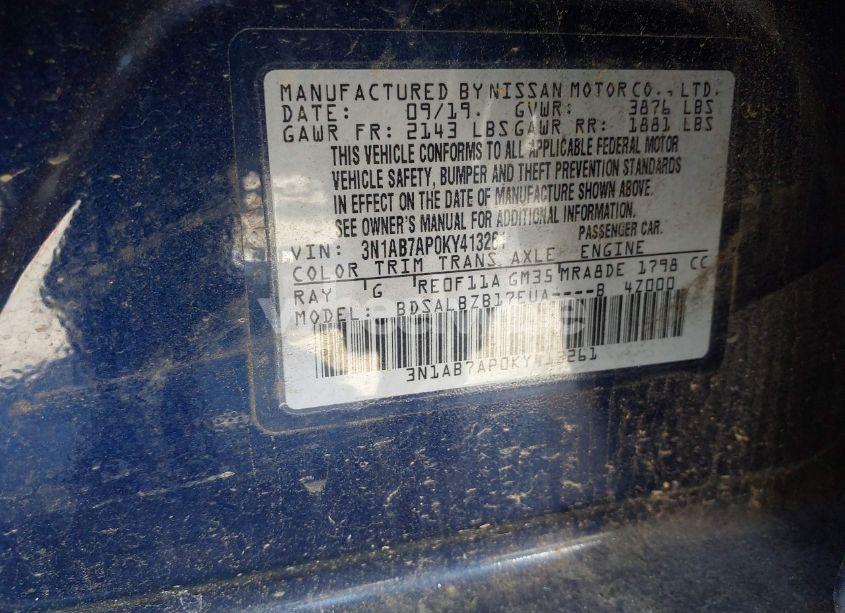 MANUFACTURED BY NISSAN MOTOR CO., LTD.
DATE: 09/19. GVWR: 3876 LBS
GAWR FR: 2143 LBS GAWR RR: 1881 LBS
THIS VEHICLE CONFORMS TO ALL APPLICABLE FEDERAL MOTOR
VEHICLE SAFETY, BUMPER AND THEFT PREVENTION STANDARDS
IN EFFECT ON THE DATE OF MANUFACTURE SHOWN ABOVE.
SEE OWNER'S MANUAL FOR ADDITIONAL INFORMATION.
VIN: 3N1AB7AP0KY413261 PASSENGER CAR.
COLOR TRIM TRANS AXLE ENGINE
RAY G RE0F11A GM35 MRA8DE 1798 CC
MODEL: BDSALBZB17EUA----B 4Z000
3N1AB7AP0KY413261